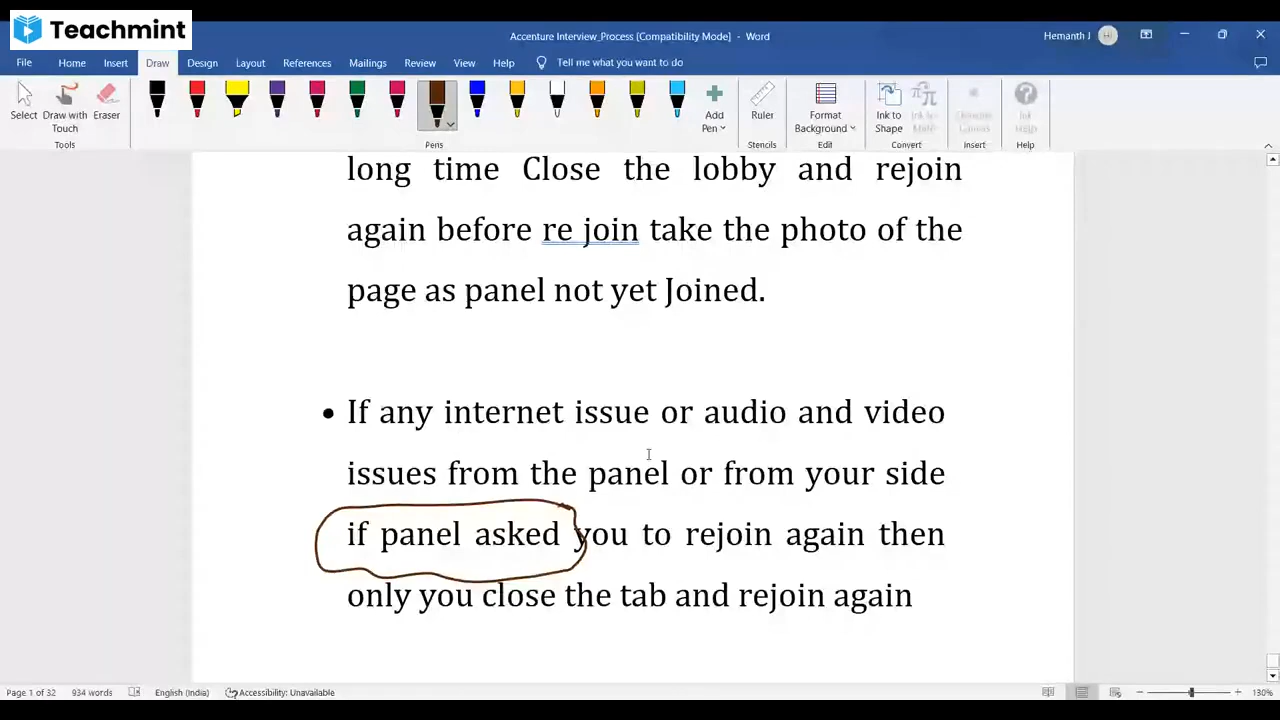 Teachmint
Accenture Interview_Process [Compatibility Mode] - Word
Hemanth J
File Home Insert Draw Design Layout References Mailings Review View Help Tell me what you want to do
Select
Draw with Touch
Eraser
Add Pen
Ruler
Format Background
Ink to Shape
Ink to Math
Ink Help
Tools
Pens
Stencils
Edit
Convert
Insert
Help
long time Close the lobby and rejoin
again before re join take the photo of the
page as panel not yet Joined.
• If any internet issue or audio and video
issues from the panel or from your side
if panel asked you to rejoin again then
only you close the tab and rejoin again
Page 1 of 32 934 words English (India) Accessibility: Unavailable 130%